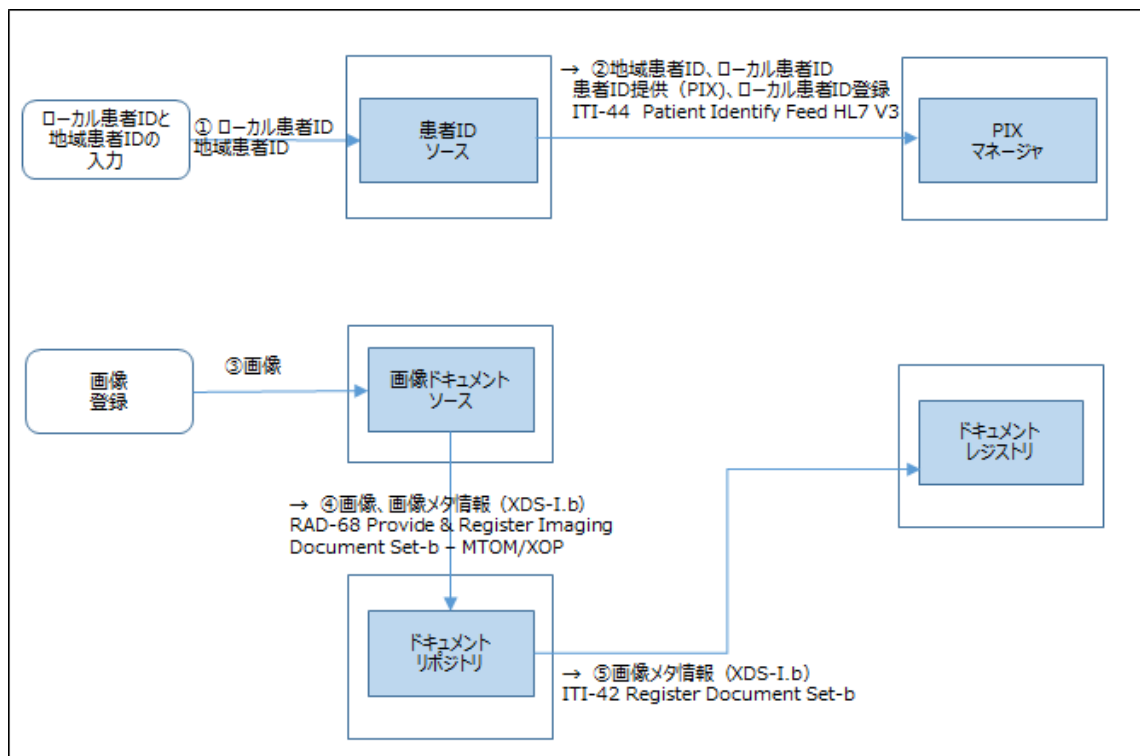 ローカル患者IDと
地域患者IDの
入力
① ローカル患者ID
地域患者ID
患者ID
ソース
→ ②地域患者ID、ローカル患者ID
患者ID提供（PIX)、ローカル患者ID登録
ITI-44 Patient Identify Feed HL7 V3
PIX
マネージャ
画像
登録
③画像
画像ドキュメント
ソース
ドキュメント
レジストリ
→ ④画像、画像メタ情報（XDS-I.b）
RAD-68 Provide & Register Imaging
Document Set-b – MTOM/XOP
ドキュメント
リポジトリ
→ ⑤画像メタ情報（XDS-I.b）
ITI-42 Register Document Set-b